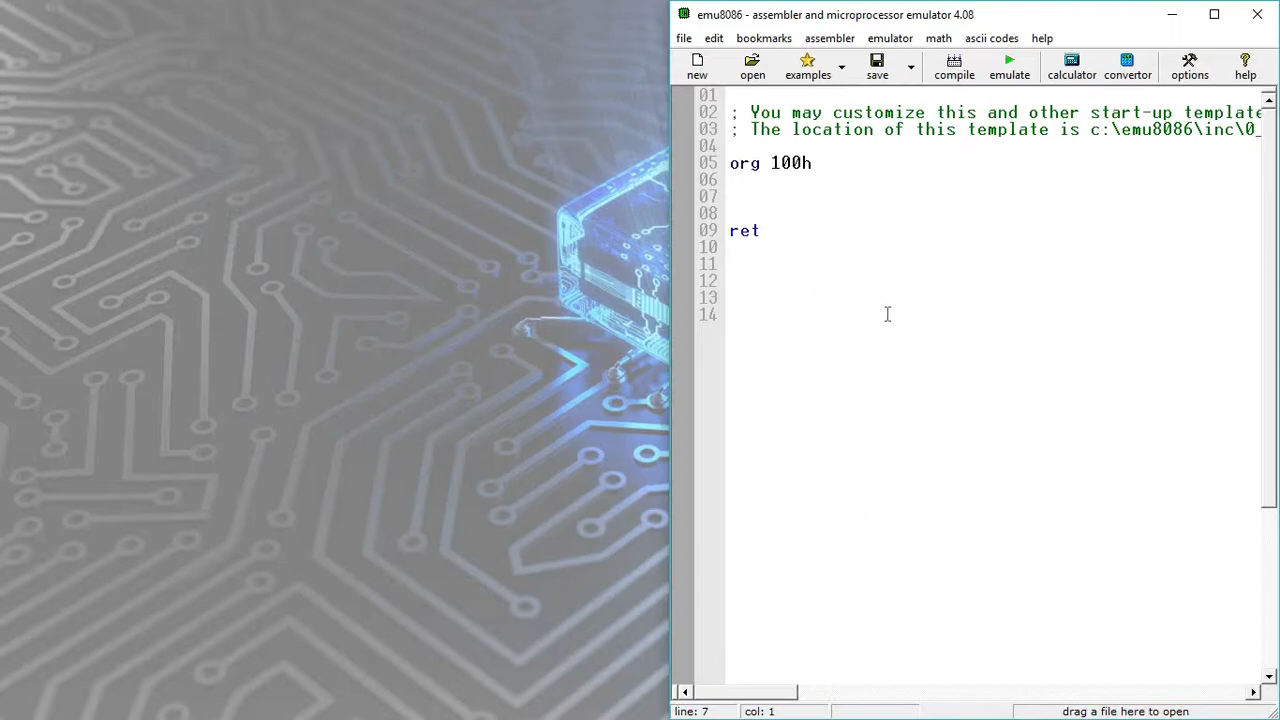 emu8086 - assembler and microprocessor emulator 4.08
file edit bookmarks assembler emulator math ascii codes help
new open examples save compile emulate calculator convertor options help
01
02 ; You may customize this and other start-up template
03 ; The location of this template is c:\emu8086\inc\0_
04
05 org 100h
06
07
08
09 ret
10
11
12
13
14
line: 7 col: 1 drag a file here to open